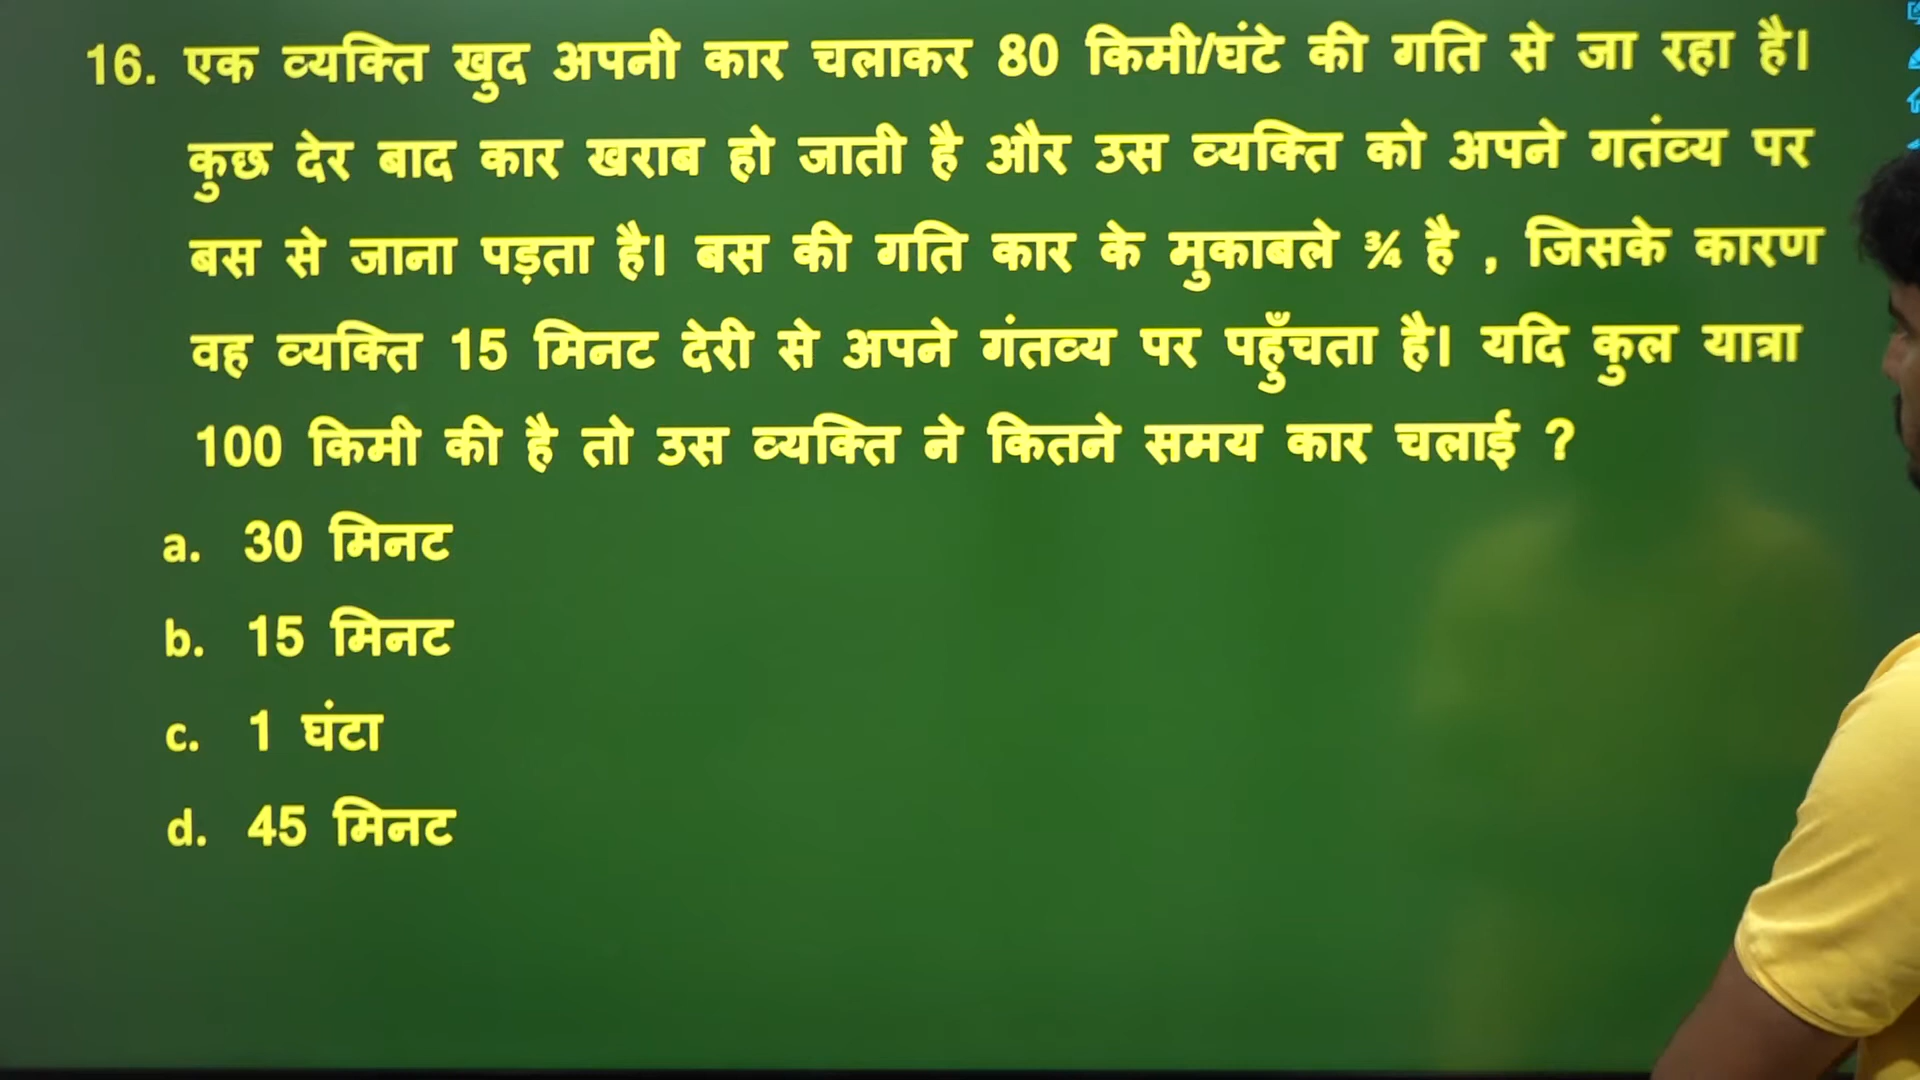 16. एक व्यक्ति खुद अपनी कार चलाकर 80 किमी/घंटे की गति से जा रहा है।
कुछ देर बाद कार खराब हो जाती है और उस व्यक्ति को अपने गतंव्य पर
बस से जाना पड़ता है। बस की गति कार के मुकाबले ¾ है , जिसके कारण
वह व्यक्ति 15 मिनट देरी से अपने गंतव्य पर पहुँचता है। यदि कुल यात्रा
100 किमी की है तो उस व्यक्ति ने कितने समय कार चलाई ?
a. 30 मिनट
b. 15 मिनट
c. 1 घंटा
d. 45 मिनट